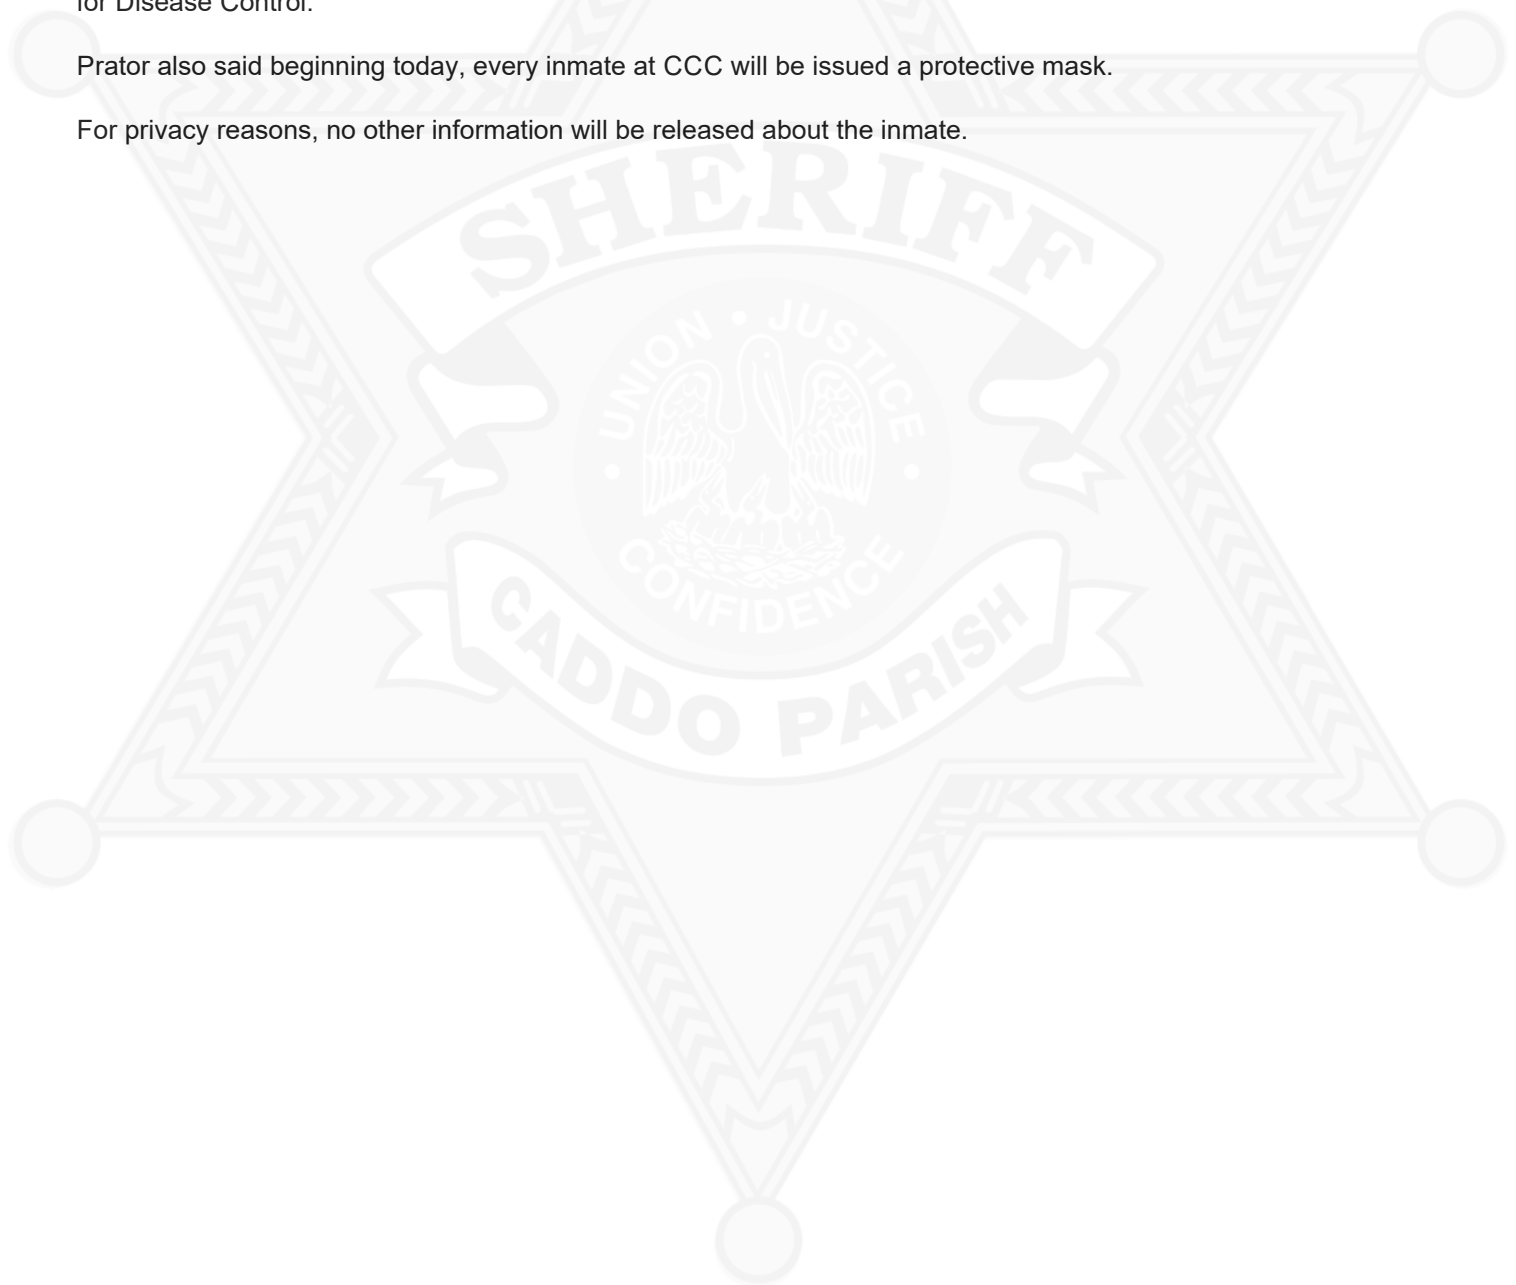 for Disease Control.
Prator also said beginning today, every inmate at CCC will be issued a protective mask.
For privacy reasons, no other information will be released about the inmate.
SHERIFF
UNION • JUSTICE
• CONFIDENCE •
CADDO PARISH